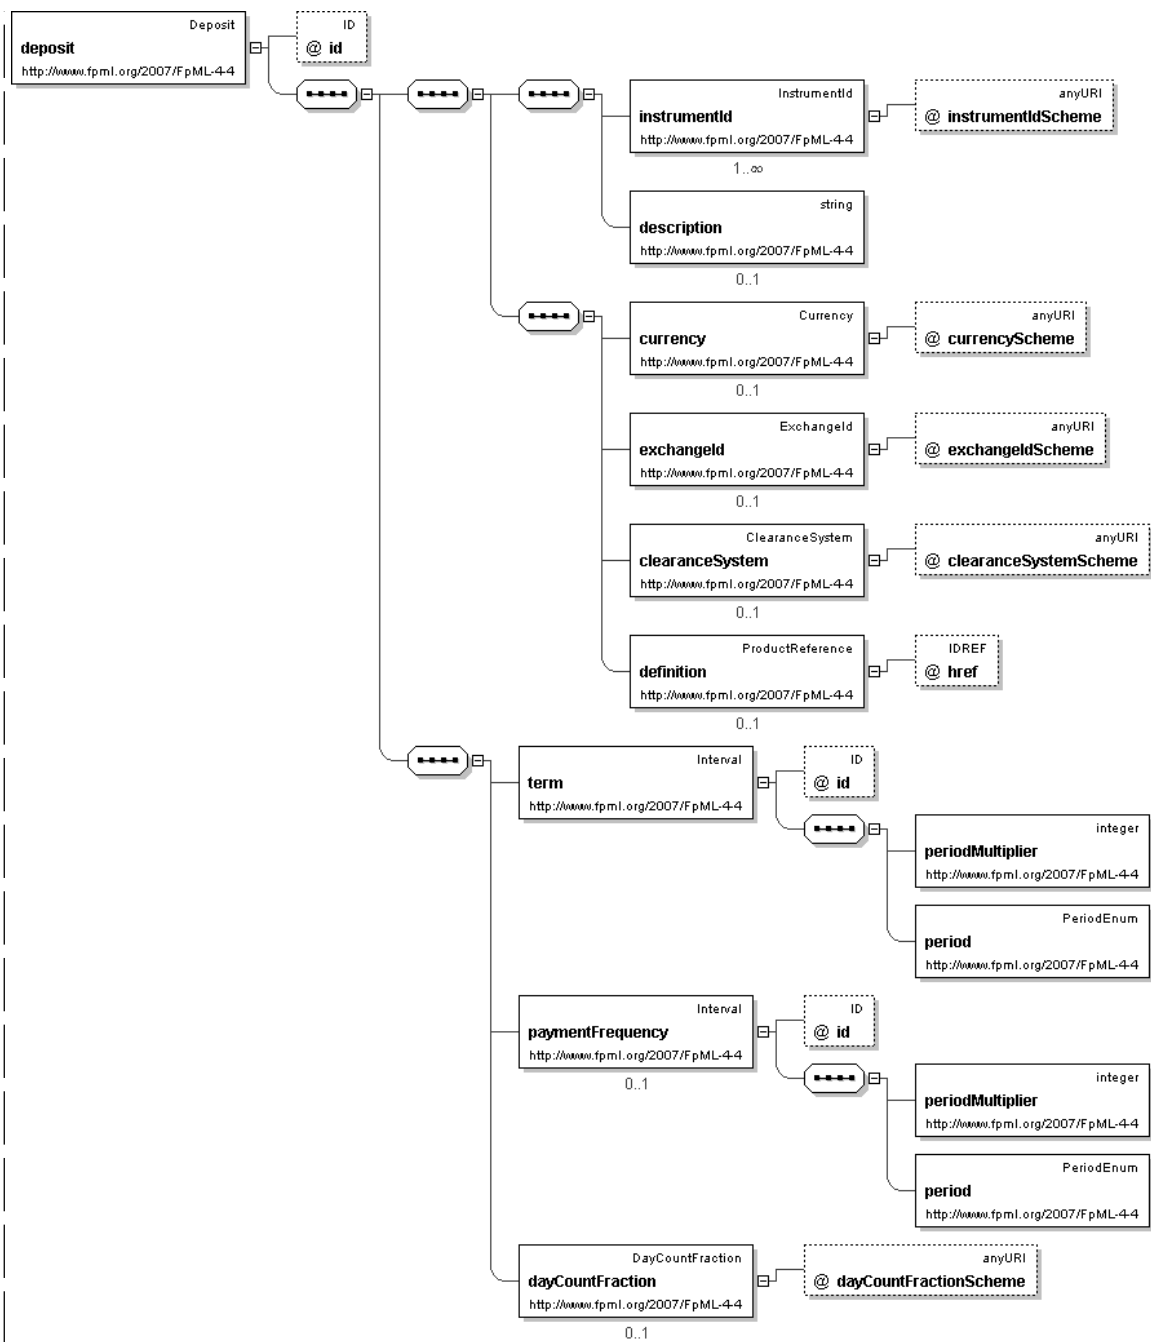 Deposit
deposit
http://www.fpml.org/2007/FpML-4-4
ID
@ id
InstrumentId
instrumentId
http://www.fpml.org/2007/FpML-4-4
1..∞
anyURI
@ instrumentIdScheme
string
description
http://www.fpml.org/2007/FpML-4-4
0..1
Currency
currency
http://www.fpml.org/2007/FpML-4-4
0..1
anyURI
@ currencyScheme
ExchangeId
exchangeId
http://www.fpml.org/2007/FpML-4-4
0..1
anyURI
@ exchangeIdScheme
ClearanceSystem
clearanceSystem
http://www.fpml.org/2007/FpML-4-4
0..1
anyURI
@ clearanceSystemScheme
ProductReference
definition
http://www.fpml.org/2007/FpML-4-4
0..1
IDREF
@ href
Interval
term
http://www.fpml.org/2007/FpML-4-4
ID
@ id
integer
periodMultiplier
http://www.fpml.org/2007/FpML-4-4
PeriodEnum
period
http://www.fpml.org/2007/FpML-4-4
Interval
paymentFrequency
http://www.fpml.org/2007/FpML-4-4
0..1
ID
@ id
integer
periodMultiplier
http://www.fpml.org/2007/FpML-4-4
PeriodEnum
period
http://www.fpml.org/2007/FpML-4-4
DayCountFraction
dayCountFraction
http://www.fpml.org/2007/FpML-4-4
0..1
anyURI
@ dayCountFractionScheme